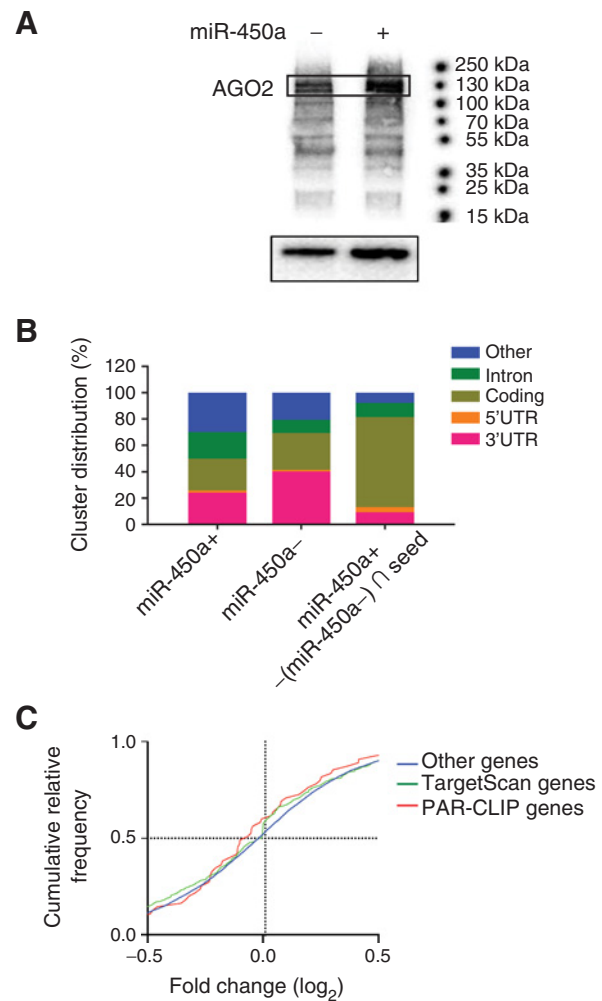 A
miR-450a – +
AGO2
250 kDa
130 kDa
100 kDa
70 kDa
55 kDa
35 kDa
25 kDa
15 kDa
B
Cluster distribution (%)
120
100
80
60
40
20
0
miR-450a+
miR-450a–
miR-450a+
–(miR-450a–) ∩ seed
Other
Intron
Coding
5'UTR
3'UTR
C
Cumulative relative
frequency
1.0
0.5
0.0
–0.5
0.0
0.5
Fold change (log₂)
Other genes
TargetScan genes
PAR-CLIP genes